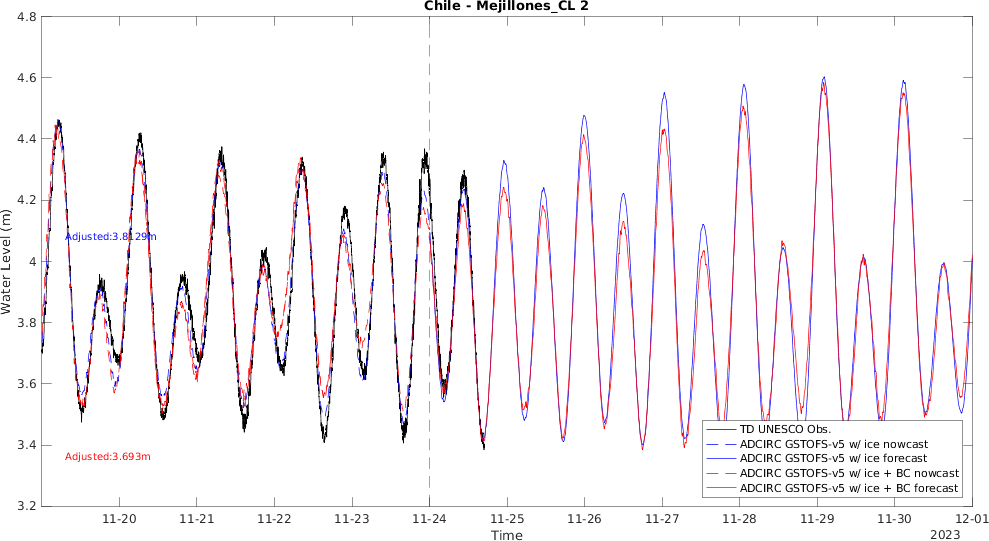 Chile - Mejillones_CL 2
4.8
4.6
4.4
4.2
4
3.8
3.6
3.4
3.2
Water Level (m)
Adjusted:3.8129m
Adjusted:3.693m
TD UNESCO Obs.
ADCIRC GSTOFS-v5 w/ ice nowcast
ADCIRC GSTOFS-v5 w/ ice forecast
ADCIRC GSTOFS-v5 w/ ice + BC nowcast
ADCIRC GSTOFS-v5 w/ ice + BC forecast
11-20 11-21 11-22 11-23 11-24 11-25 11-26 11-27 11-28 11-29 11-30 12-01
Time
2023